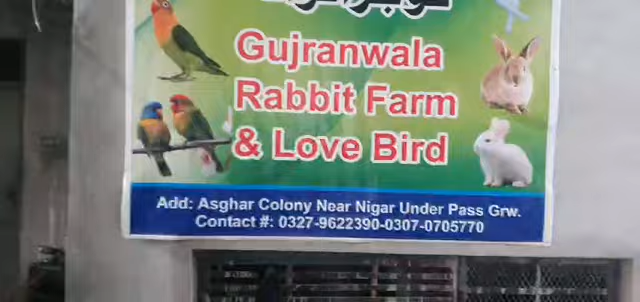 Gujranwala
Rabbit Farm
& Love Bird
Add: Asghar Colony Near Nigar Under Pass Grw.
Contact #: 0327-9622390-0307-0705770